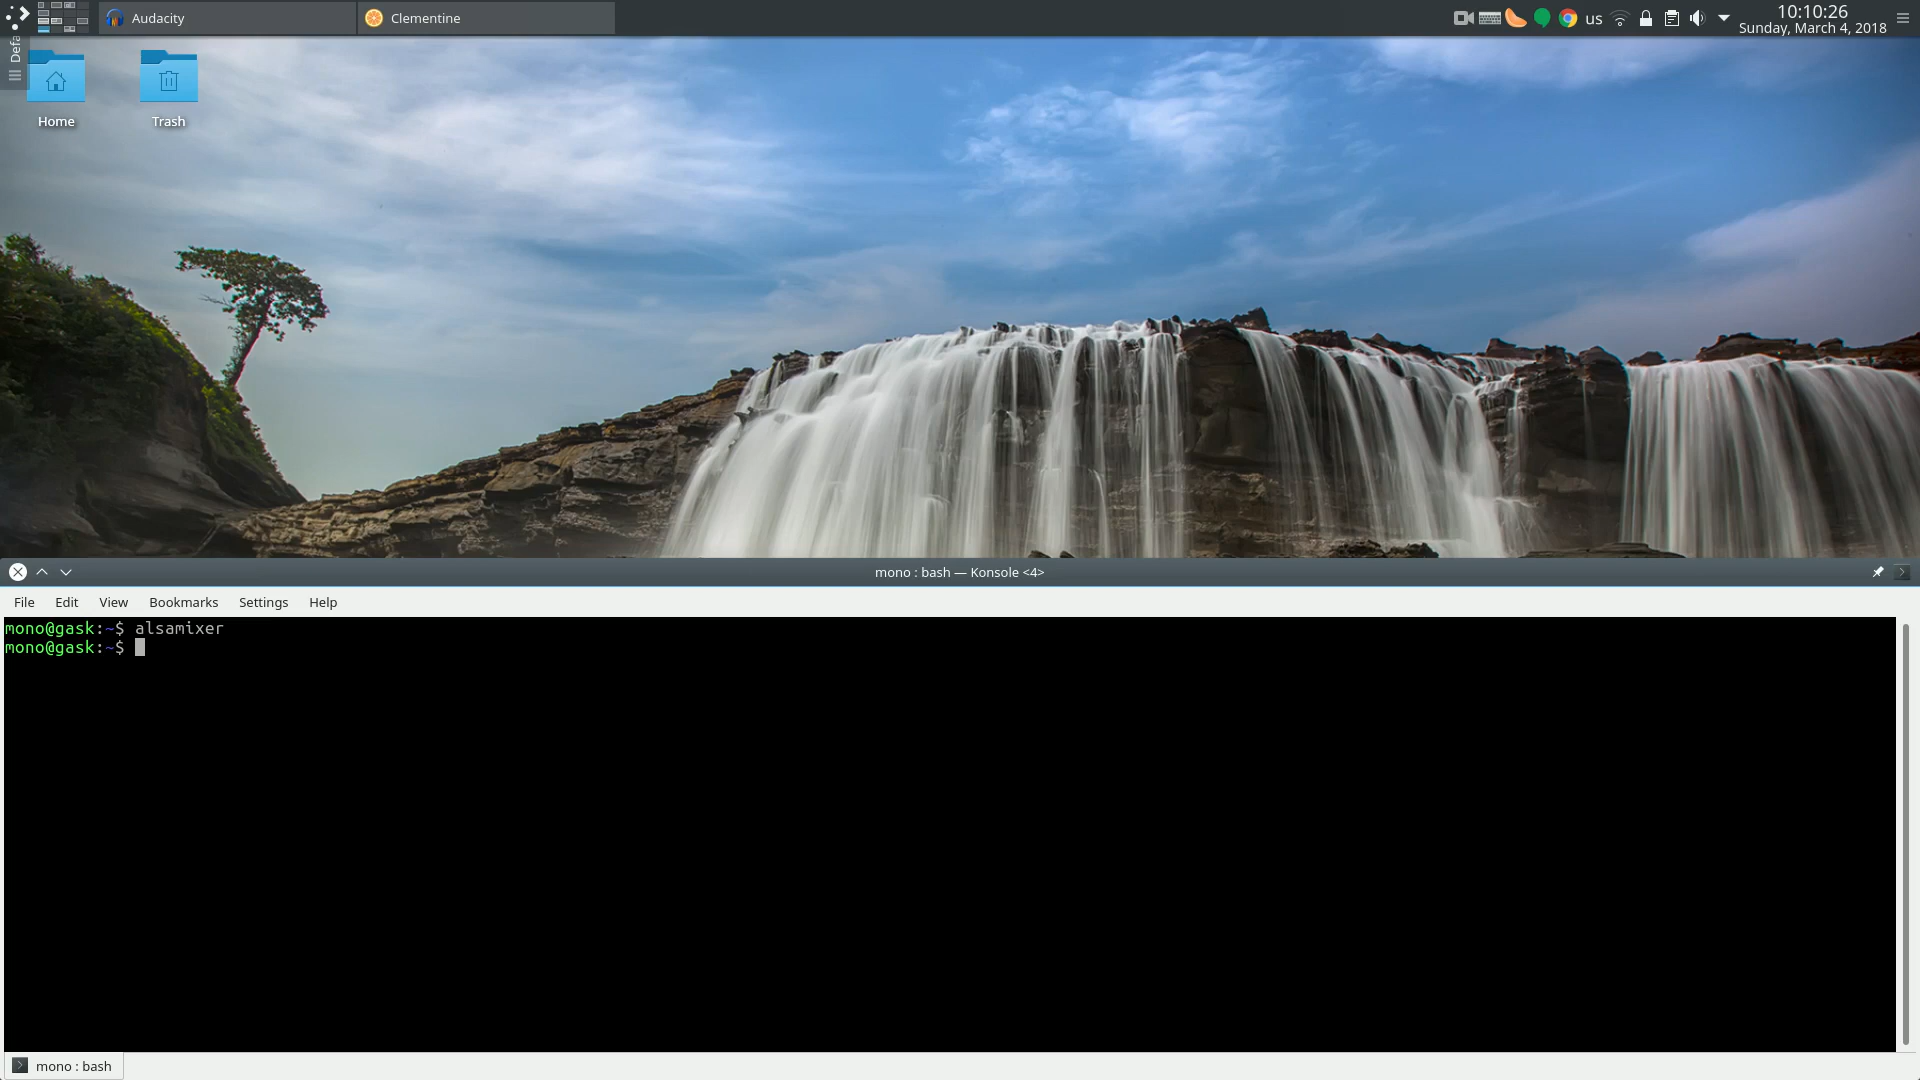 Audacity
Clementine
us
10:10:26
Sunday, March 4, 2018
Defa
Home
Trash
mono : bash — Konsole <4>
File Edit View Bookmarks Settings Help
mono@gask:~$ alsamixer
mono@gask:~$
mono : bash